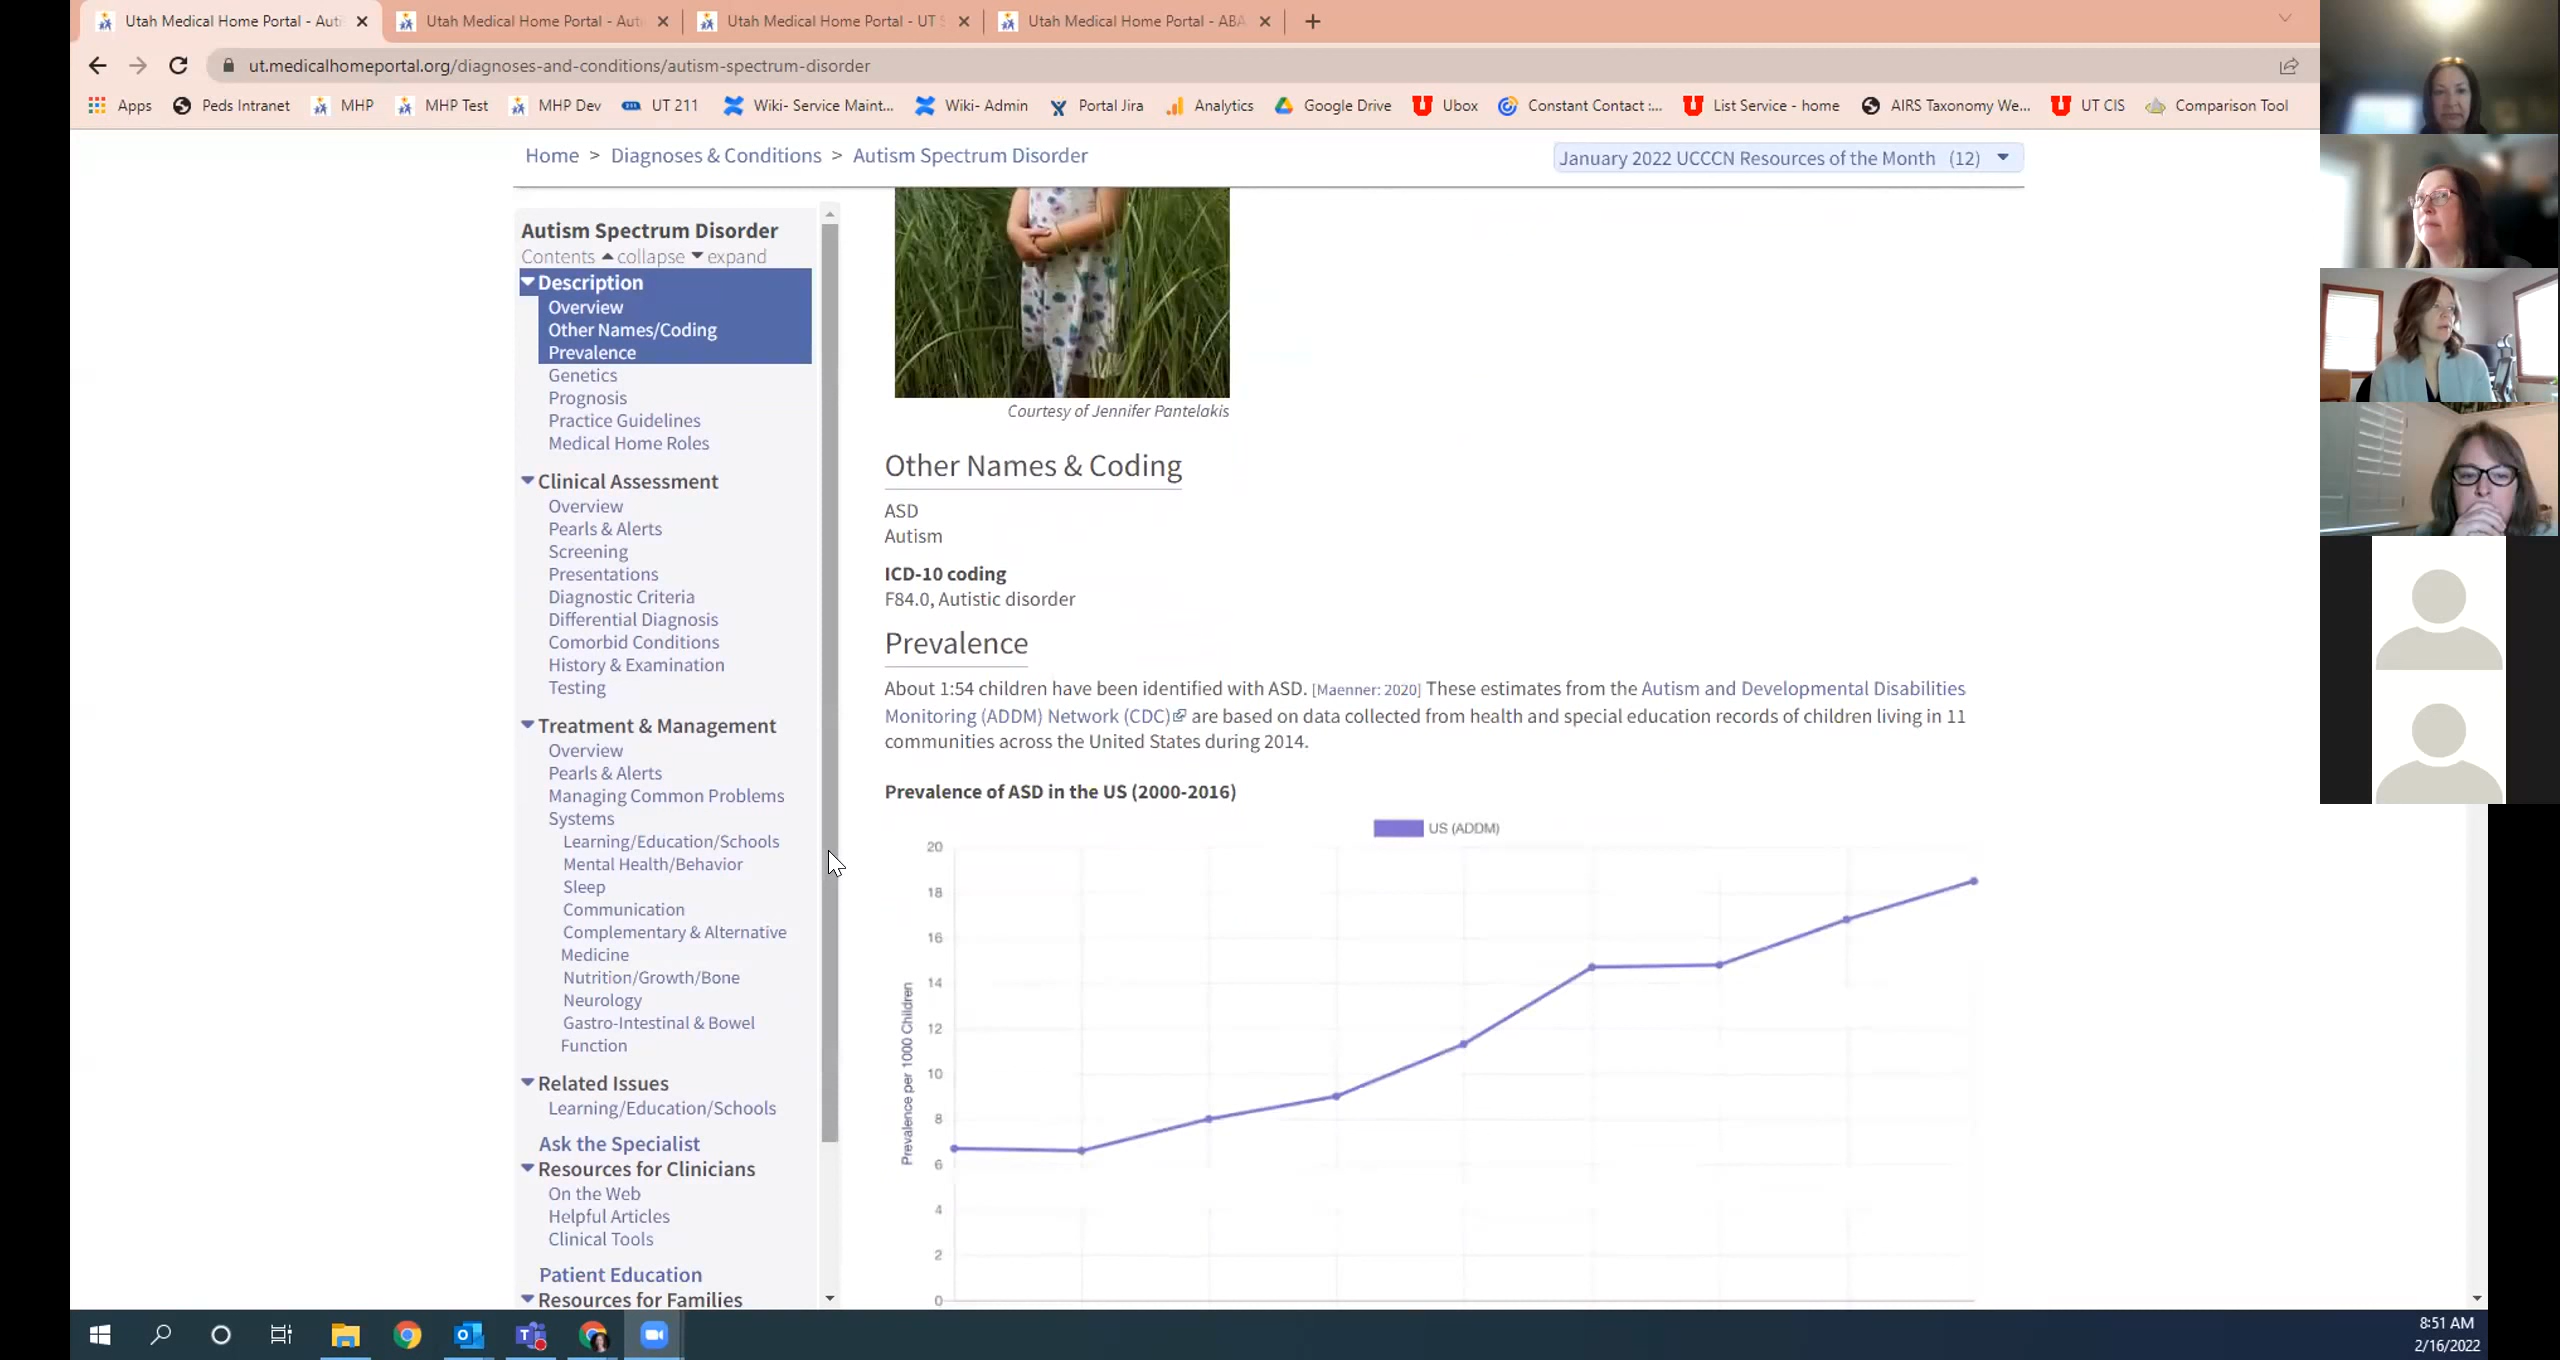 Utah Medical Home Portal - Auti
Utah Medical Home Portal - Aut
Utah Medical Home Portal - UT S
Utah Medical Home Portal - ABA
ut.medicalhomeportal.org/diagnoses-and-conditions/autism-spectrum-disorder
Apps Peds Intranet MHP MHP Test MHP Dev UT 211 Wiki- Service Maint... Wiki- Admin Portal Jira Analytics Google Drive Ubox Constant Contact :... List Service - home AIRS Taxonomy We... UT CIS Comparison Tool
Home > Diagnoses & Conditions > Autism Spectrum Disorder
January 2022 UCCCN Resources of the Month (12)
Autism Spectrum Disorder
Contents collapse expand
Description
Overview
Other Names/Coding
Prevalence
Genetics
Prognosis
Practice Guidelines
Medical Home Roles
Clinical Assessment
Overview
Pearls & Alerts
Screening
Presentations
Diagnostic Criteria
Differential Diagnosis
Comorbid Conditions
History & Examination
Testing
Treatment & Management
Overview
Pearls & Alerts
Managing Common Problems
Systems
Learning/Education/Schools
Mental Health/Behavior
Sleep
Communication
Complementary & Alternative
Medicine
Nutrition/Growth/Bone
Neurology
Gastro-Intestinal & Bowel
Function
Related Issues
Learning/Education/Schools
Ask the Specialist
Resources for Clinicians
On the Web
Helpful Articles
Clinical Tools
Patient Education
Resources for Families
Courtesy of Jennifer Pantelakis
Other Names & Coding
ASD
Autism
ICD-10 coding
F84.0, Autistic disorder
Prevalence
About 1:54 children have been identified with ASD. [Maenner: 2020] These estimates from the Autism and Developmental Disabilities
Monitoring (ADDM) Network (CDC) are based on data collected from health and special education records of children living in 11
communities across the United States during 2014.
Prevalence of ASD in the US (2000-2016)
US (ADDM)
Prevalence per 1000 Children
20
18
16
14
12
10
8
6
4
2
0
8:51 AM
2/16/2022